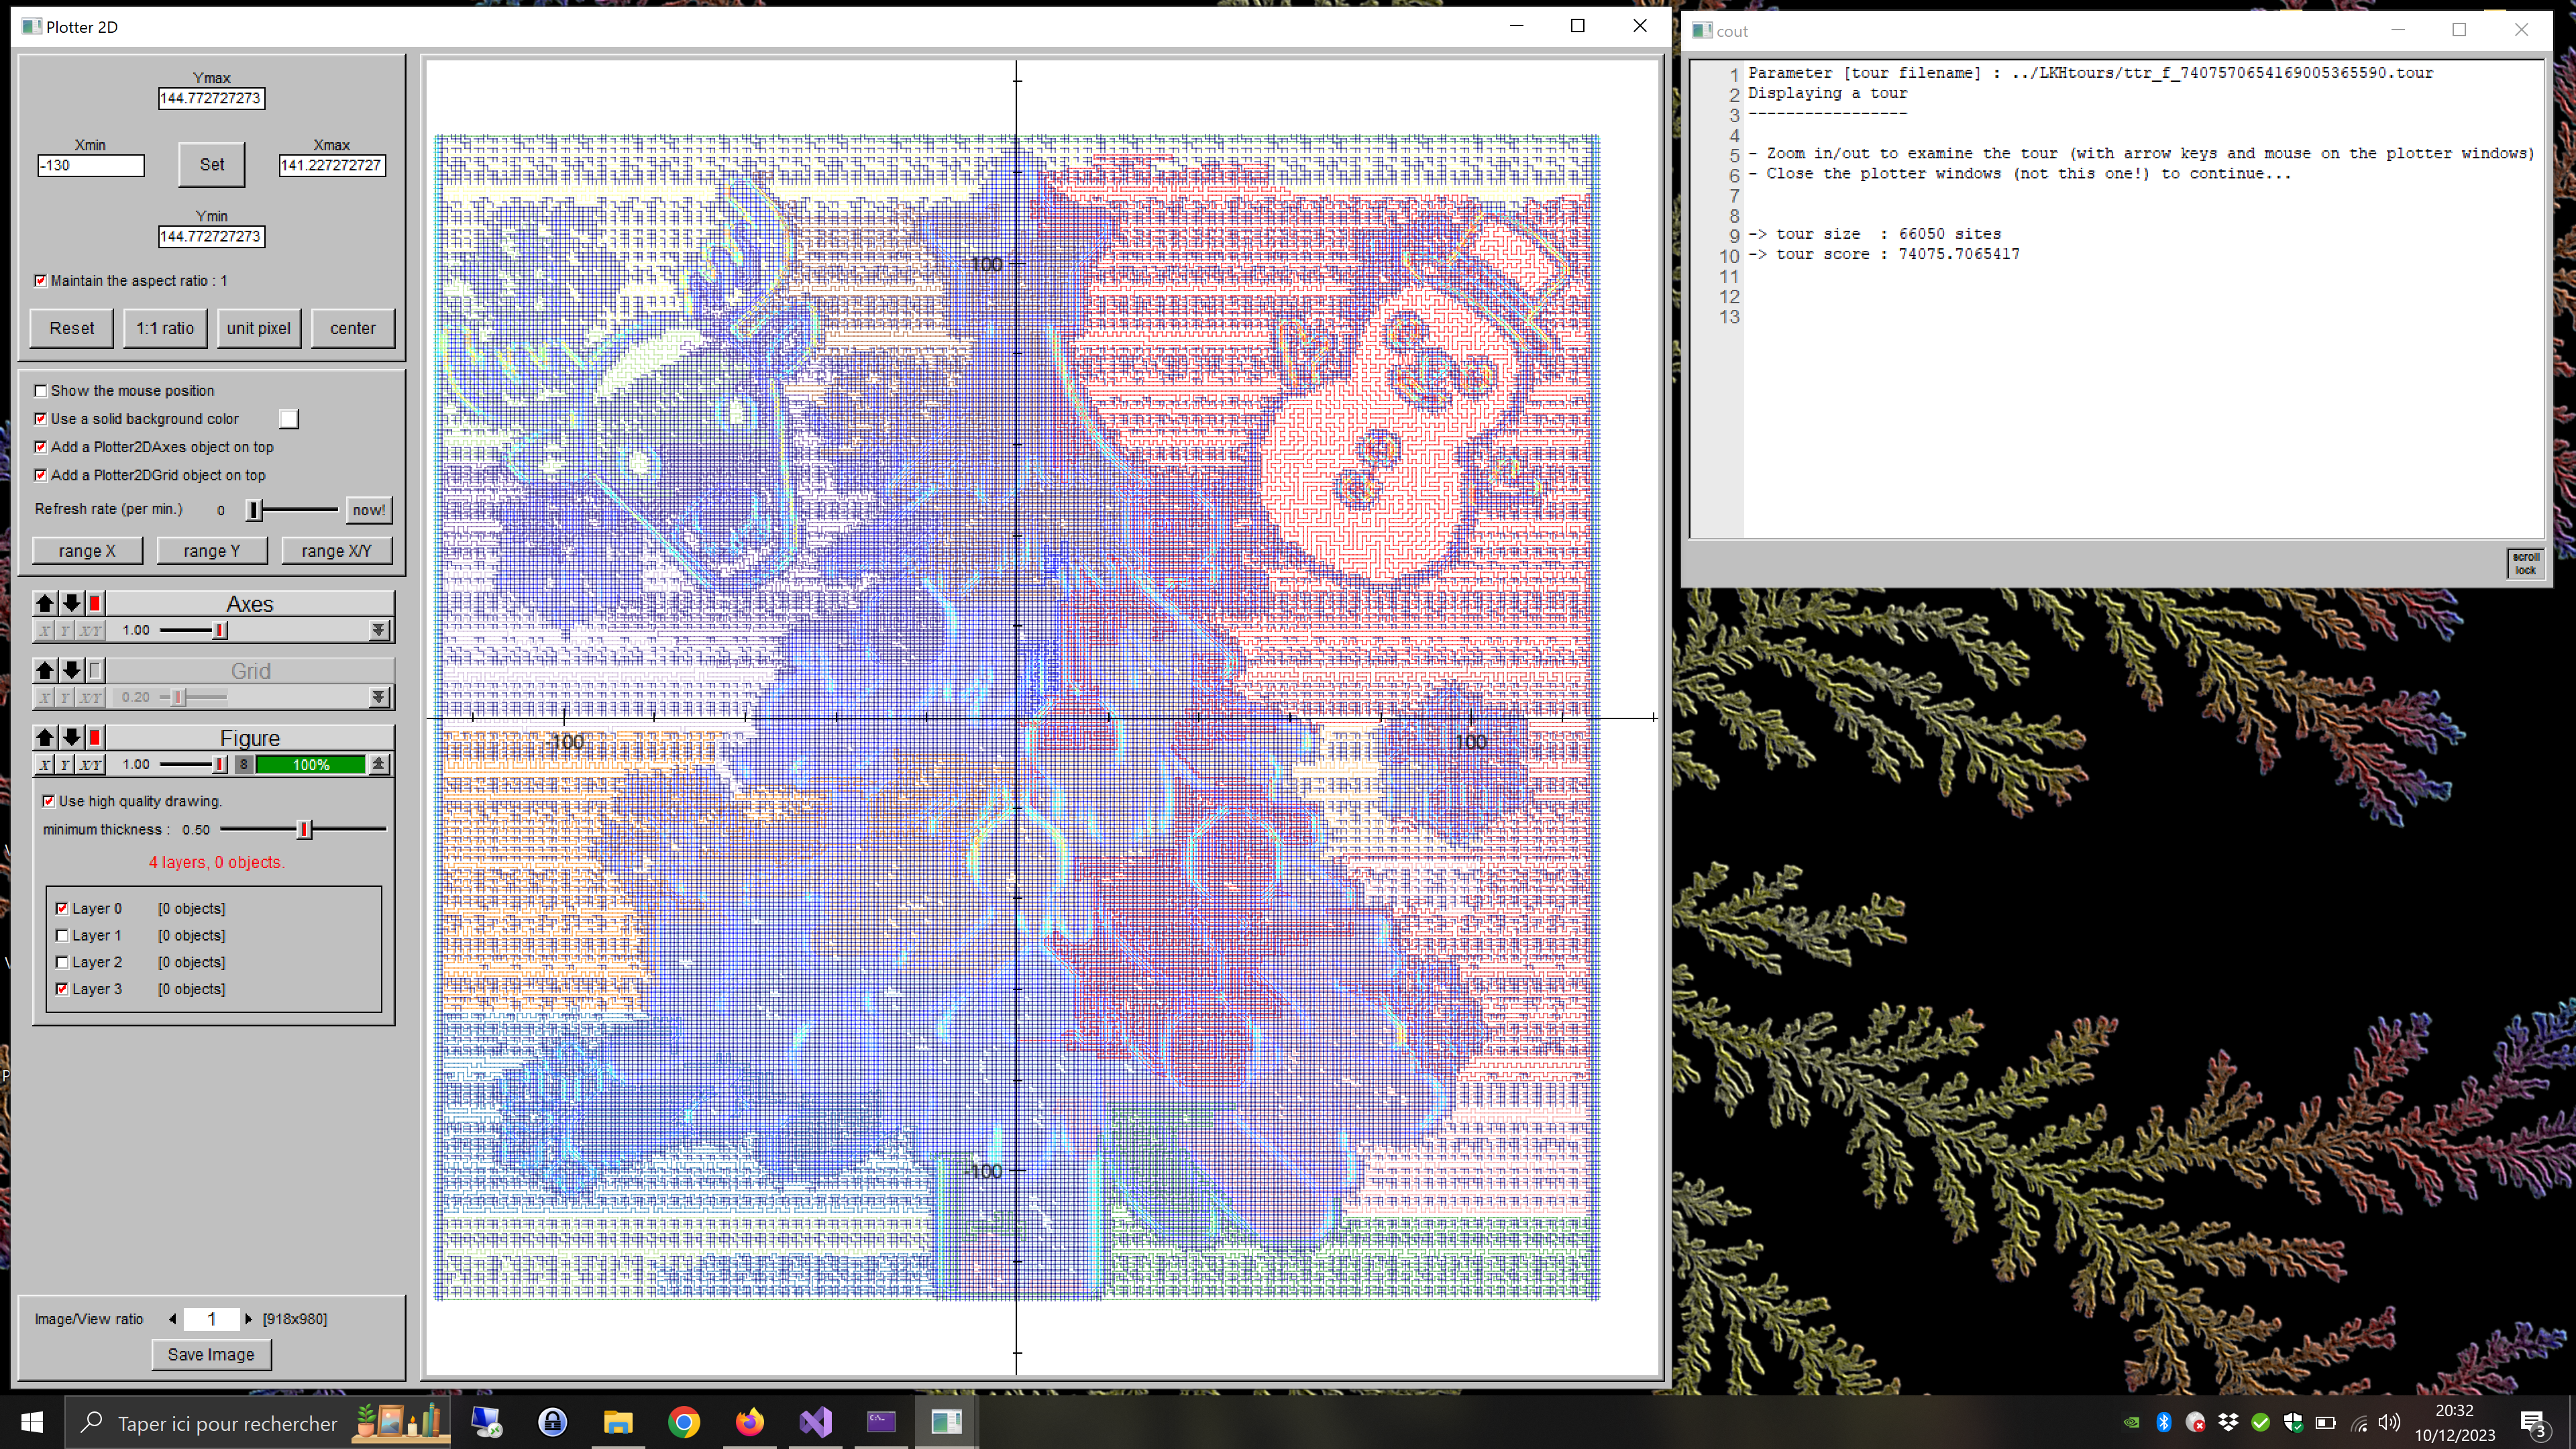 Plotter 2D
Ymax
144.772727273
Xmin
Xmax
-130
Set
141.227272727
Ymin
144.772727273
Maintain the aspect ratio : 1
Reset
1:1 ratio
unit pixel
center
Show the mouse position
Use a solid background color
Add a Plotter2DAxes object on top
Add a Plotter2DGrid object on top
Refresh rate (per min.) 0 now!
range X
range Y
range X/Y
Axes
X Y X/Y 1.00
Grid
X Y X/Y 0.20
Figure
X Y X/Y 1.00 8 100%
Use high quality drawing.
minimum thickness : 0.50
4 layers, 0 objects.
Layer 0 [0 objects]
Layer 1 [0 objects]
Layer 2 [0 objects]
Layer 3 [0 objects]
Image/View ratio 1 [918x980]
Save Image
100
-100
100
-100
cout
1 Parameter [tour filename] : ../LKHtours/ttr_f_7407570654169005365590.tour
2 Displaying a tour
3 -----------------
4
5 - Zoom in/out to examine the tour (with arrow keys and mouse on the plotter windows)
6 - Close the plotter windows (not this one!) to continue...
7
8
9 -> tour size  : 66050 sites
10 -> tour score : 74075.7065417
11
12
13
scroll
lock
Taper ici pour rechercher
20:32
10/12/2023
3